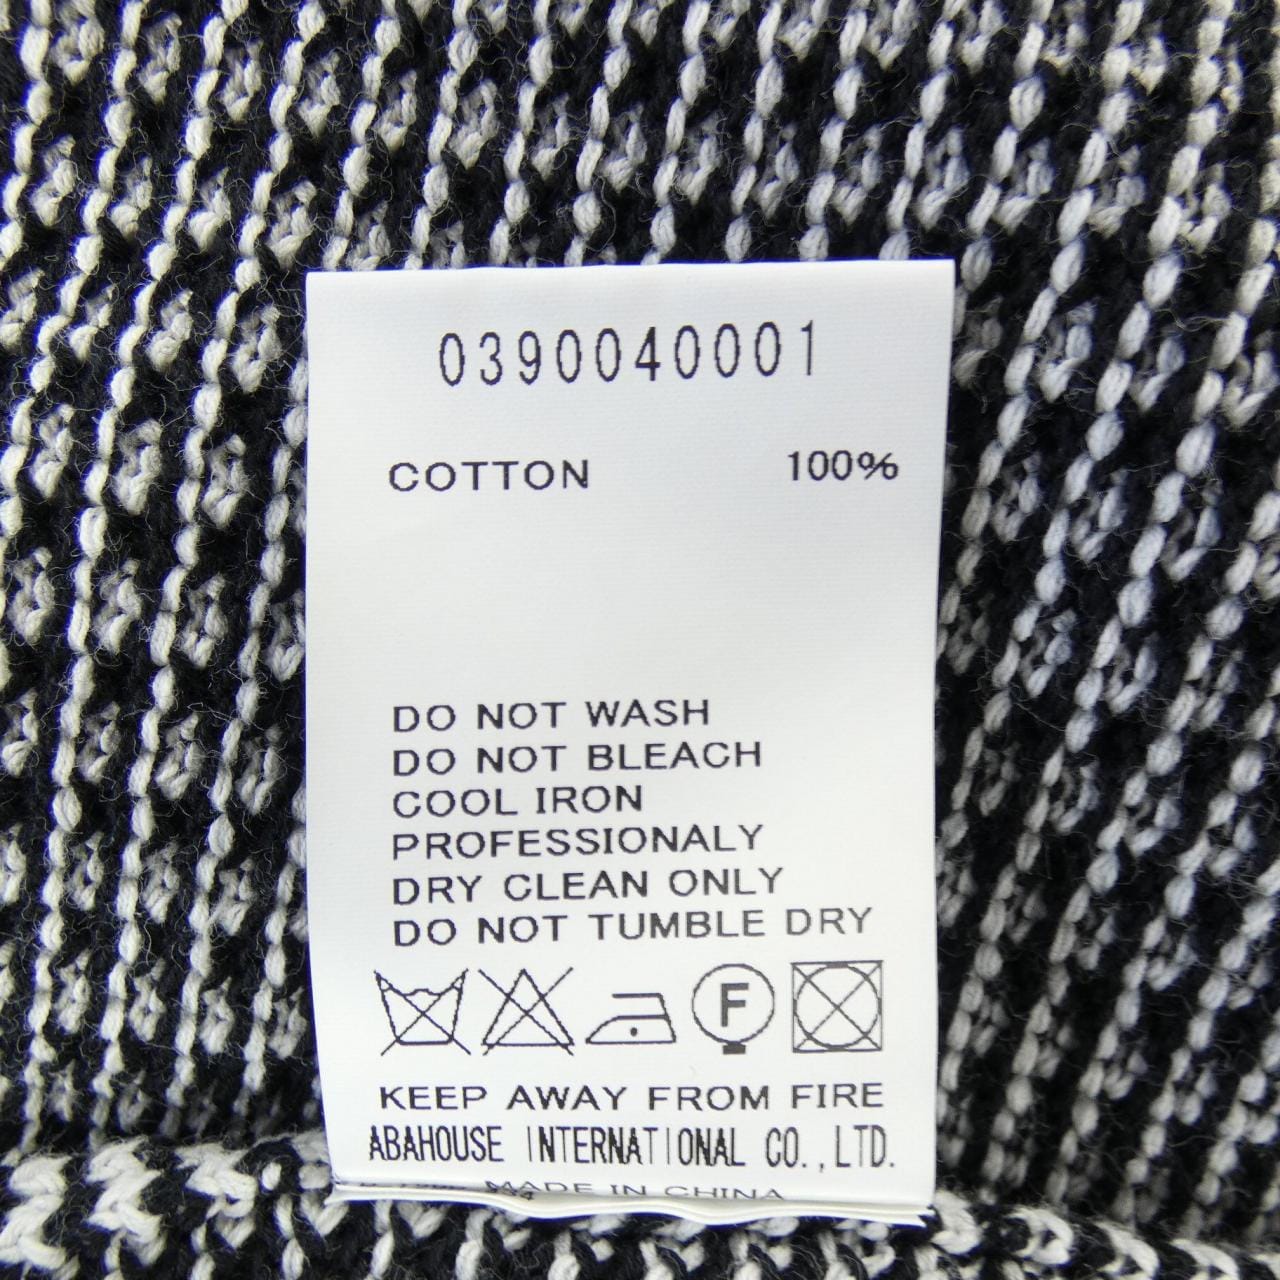 0390040001
COTTON 100%
DO NOT WASH
DO NOT BLEACH
COOL IRON
PROFESSIONALY
DRY CLEAN ONLY
DO NOT TUMBLE DRY
F
KEEP AWAY FROM FIRE
ABAHOUSE INTERNATIONAL CO.,LTD.
MADE IN CHINA